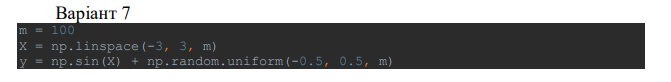 Варіант 7
m = 100
X = np.linspace(-3, 3, m)
y = np.sin(X) + np.random.uniform(-0.5, 0.5, m)